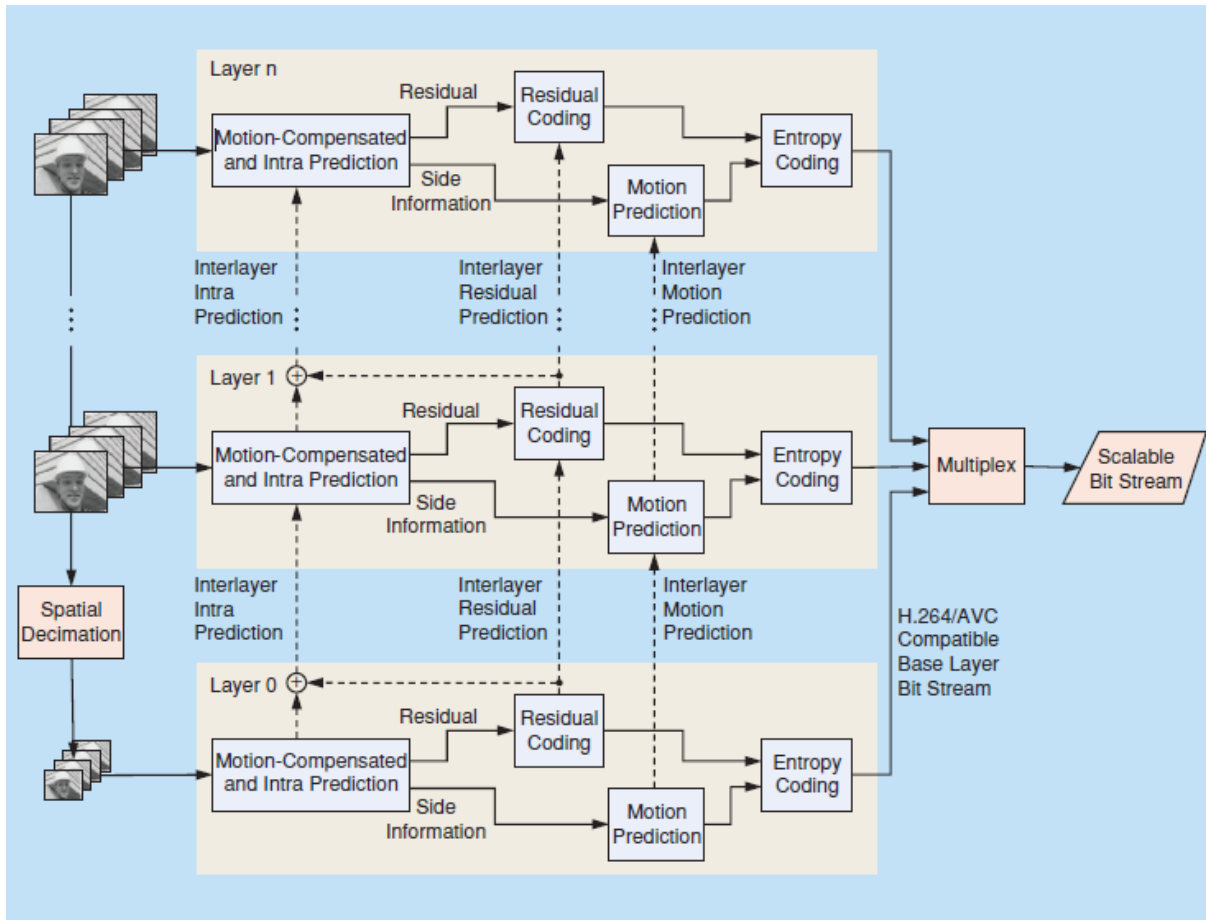 Layer n
Residual
Residual
Coding
Motion-Compensated
and Intra Prediction
Entropy
Coding
Side
Information
Motion
Prediction
Interlayer
Intra
Prediction
Interlayer
Residual
Prediction
Interlayer
Motion
Prediction
Layer 1
Residual
Residual
Coding
Motion-Compensated
and Intra Prediction
Entropy
Coding
Side
Information
Motion
Prediction
Multiplex
Scalable
Bit Stream
Spatial
Decimation
Interlayer
Intra
Prediction
Interlayer
Residual
Prediction
Interlayer
Motion
Prediction
H.264/AVC
Compatible
Base Layer
Bit Stream
Layer 0
Residual
Residual
Coding
Motion-Compensated
and Intra Prediction
Entropy
Coding
Side
Information
Motion
Prediction